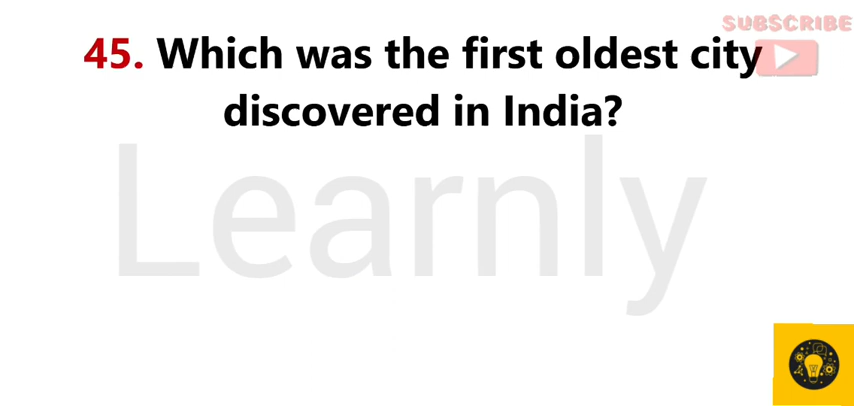 SUBSCRIBE
45. Which was the first oldest city
discovered in India?
Learnly